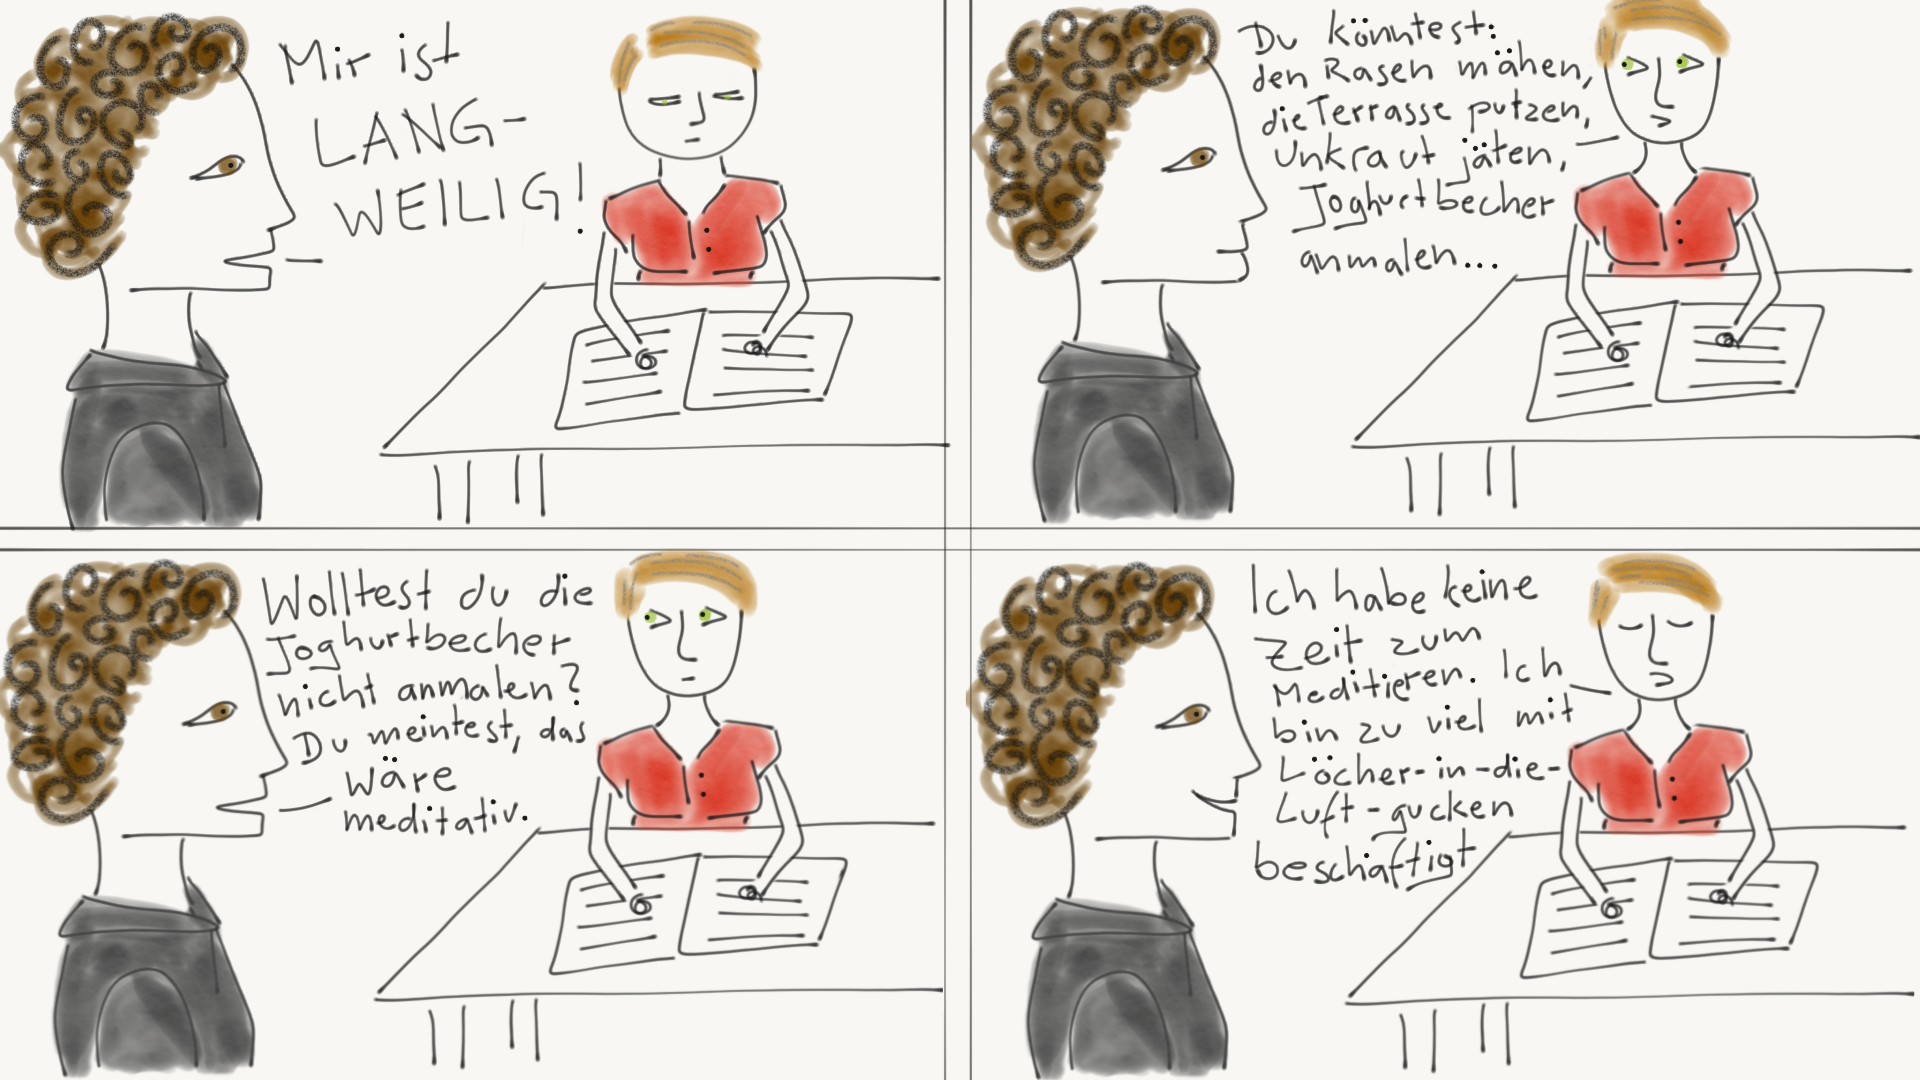 Mir ist
LANG-
WEILIG!
Du könntest:
den Rasen mähen,
die Terrasse putzen,
Unkraut jäten,
Joghurtbecher
anmalen...
Wolltest du die
Joghurtbecher
nicht anmalen?
Du meintest, das
wäre
meditativ.
Ich habe keine
Zeit zum
Meditieren. Ich
bin zu viel mit
Löcher-in-die-
Luft-gucken
beschäftigt